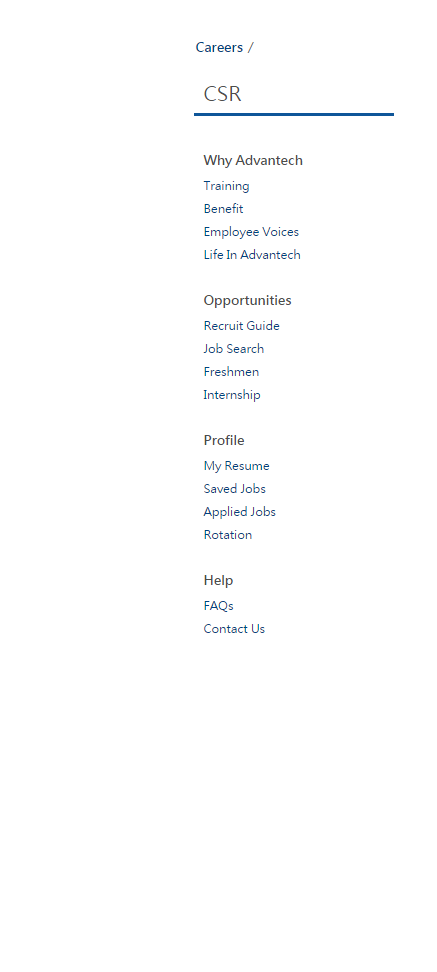 Careers /
CSR
Why Advantech
Training
Benefit
Employee Voices
Life In Advantech
Opportunities
Recruit Guide
Job Search
Freshmen
Internship
Profile
My Resume
Saved Jobs
Applied Jobs
Rotation
Help
FAQs
Contact Us